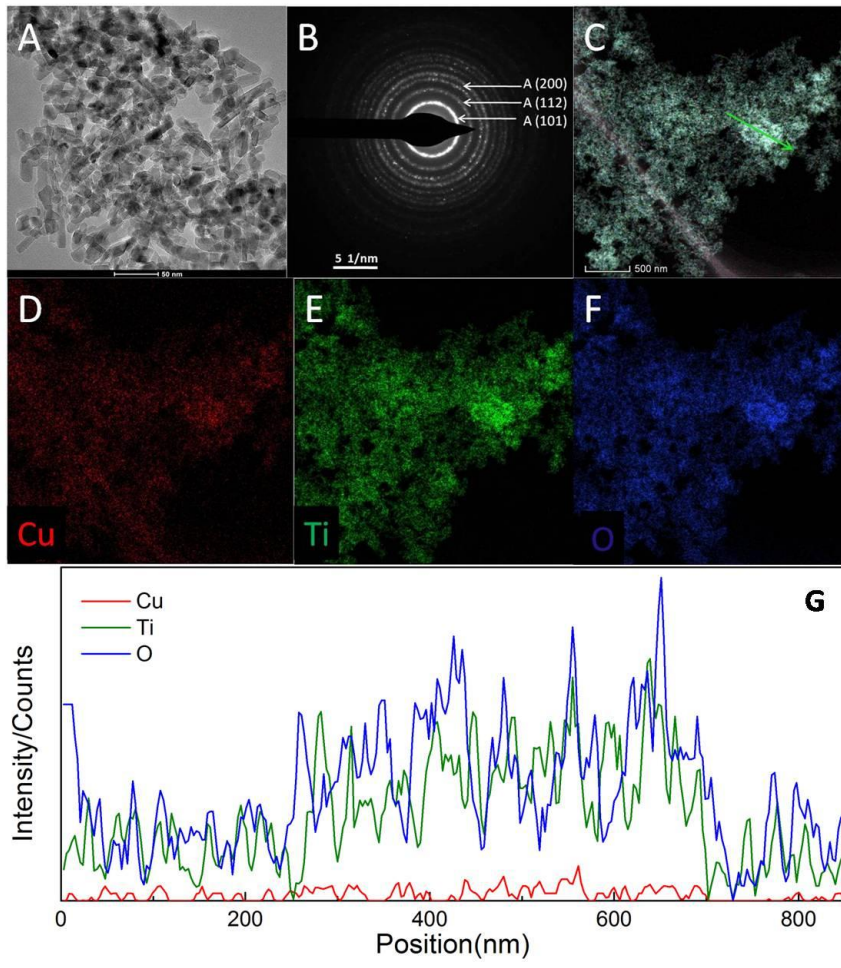 A
B
C
A (200)
A (112)
A (101)
50 nm
5 1/nm
500 nm
D
E
F
Cu
Ti
O
G
Cu
Ti
O
Intensity/Counts
0
200
400
600
800
Position(nm)